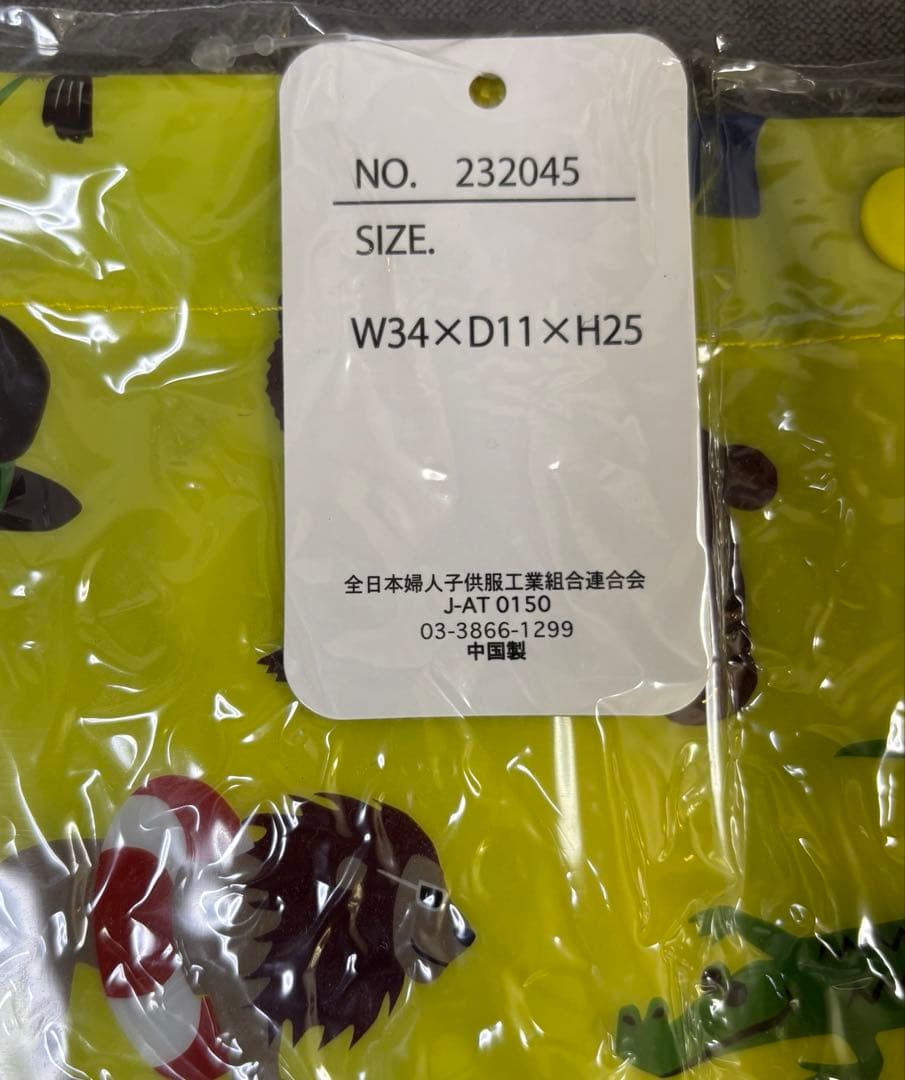 NO. 232045
SIZE.
W34×D11×H25
全日本婦人子供服工業組合連合会
J-AT 0150
03-3866-1299
中国製